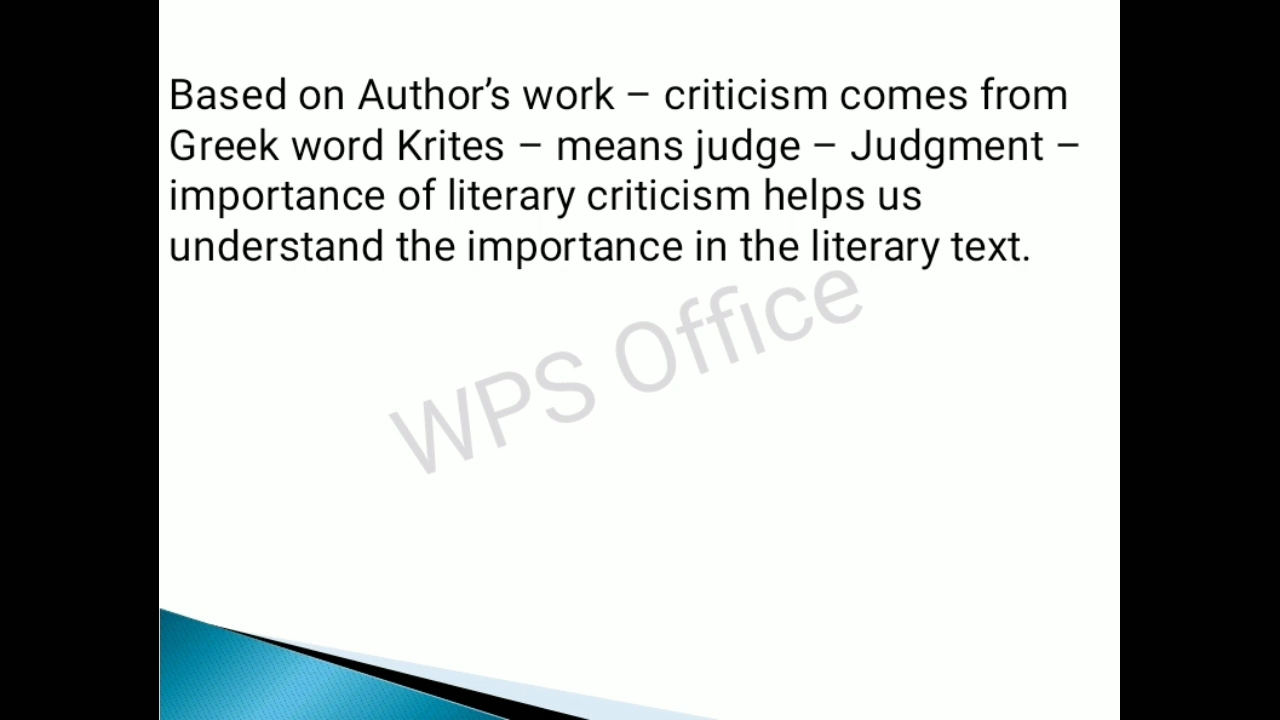 Based on Author’s work – criticism comes from
Greek word Krites – means judge – Judgment –
importance of literary criticism helps us
understand the importance in the literary text.
WPS Office